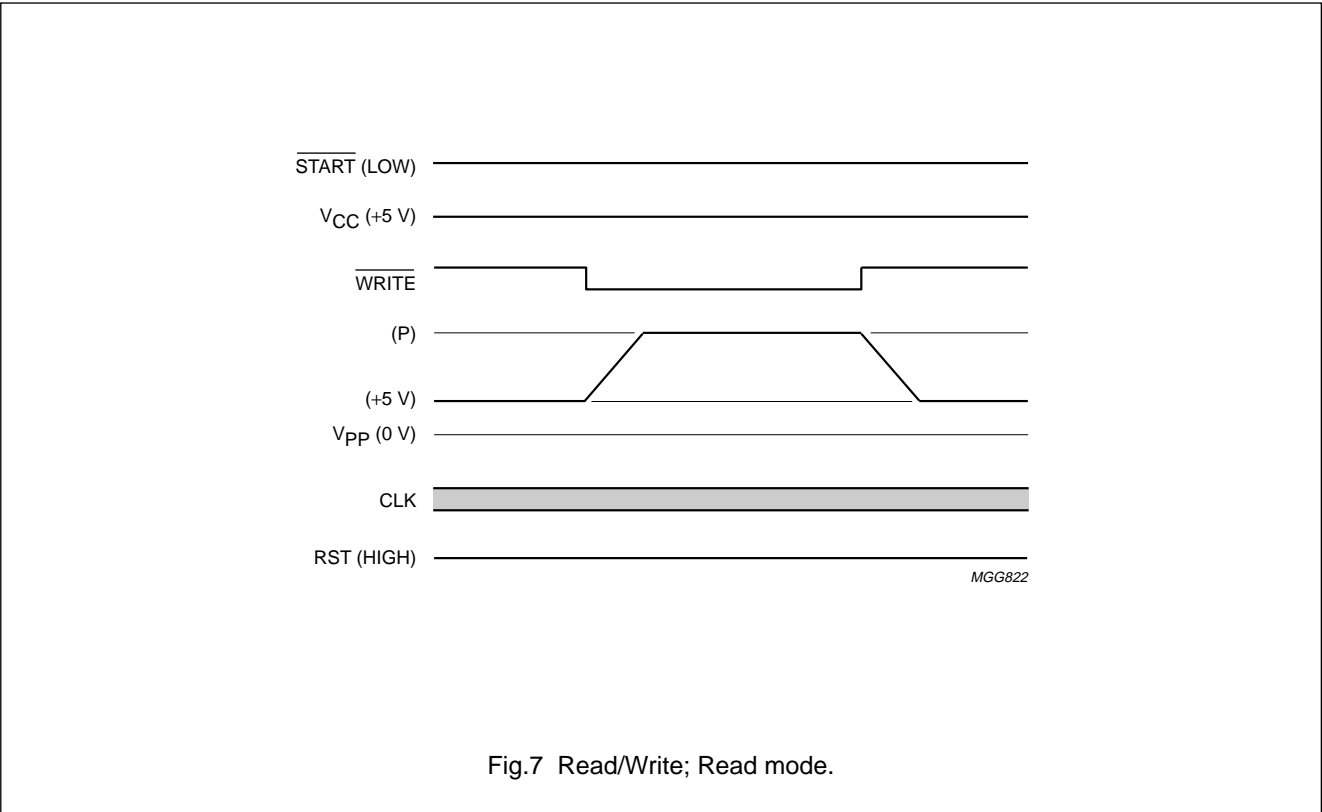 START (LOW)
VCC (+5 V)
WRITE
(P)
(+5 V)
VPP (0 V)
CLK
RST (HIGH)
MGG822
Fig.7 Read/Write; Read mode.